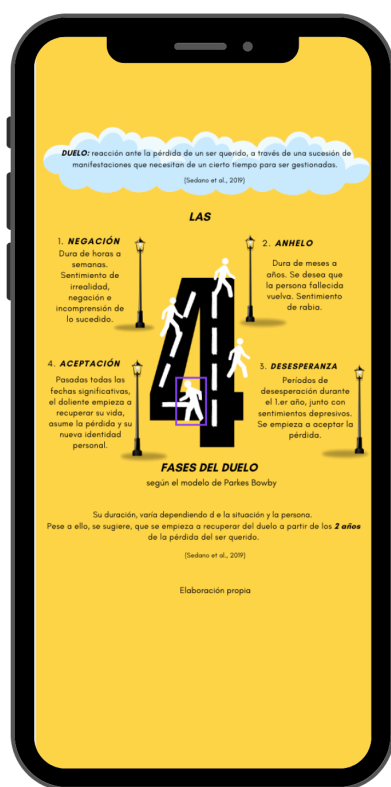 DUELO: reacción ante la pérdida de un ser querido, a través de una sucesión de
manifestaciones que necesitan de un cierto tiempo para ser gestionadas.
(Sedano et al., 2019)
LAS
1. NEGACIÓN
Dura de horas a
semanas.
Sentimiento de
irrealidad,
negación e
incomprensión de
lo sucedido.
2. ANHELO
Dura de meses a
años. Se desea que
la persona fallecida
vuelva. Sentimiento
de rabia.
4
3. DESESPERANZA
Períodos de
desesperación durante
el 1.er año, junto con
sentimientos depresivos.
Se empieza a aceptar la
pérdida.
4. ACEPTACIÓN
Pasadas todas las
fechas significativas,
el doliente empieza a
recuperar su vida,
asume la pérdida y su
nueva identidad
personal.
FASES DEL DUELO
según el modelo de Parkes Bowby
Su duración, varía dependiendo d e la situación y la persona.
Pese a ello, se sugiere, que se empieza a recuperar del duelo a partir de los 2 años
de la pérdida del ser querido.
(Sedano et al., 2019)
Elaboración propia